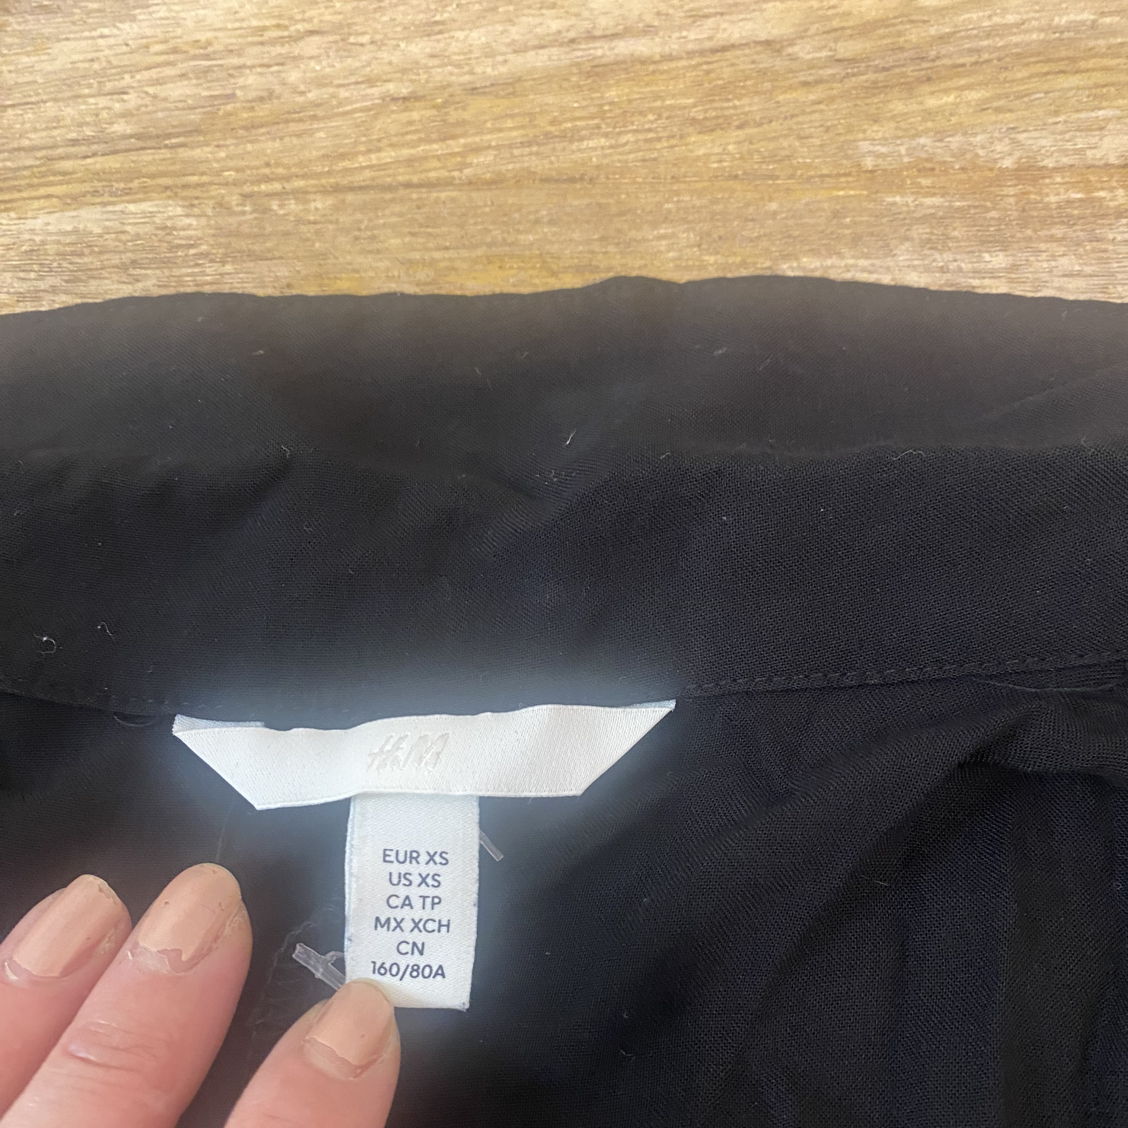 H&M
EUR XS
US XS
CA TP
MX XCH
CN
160/80A